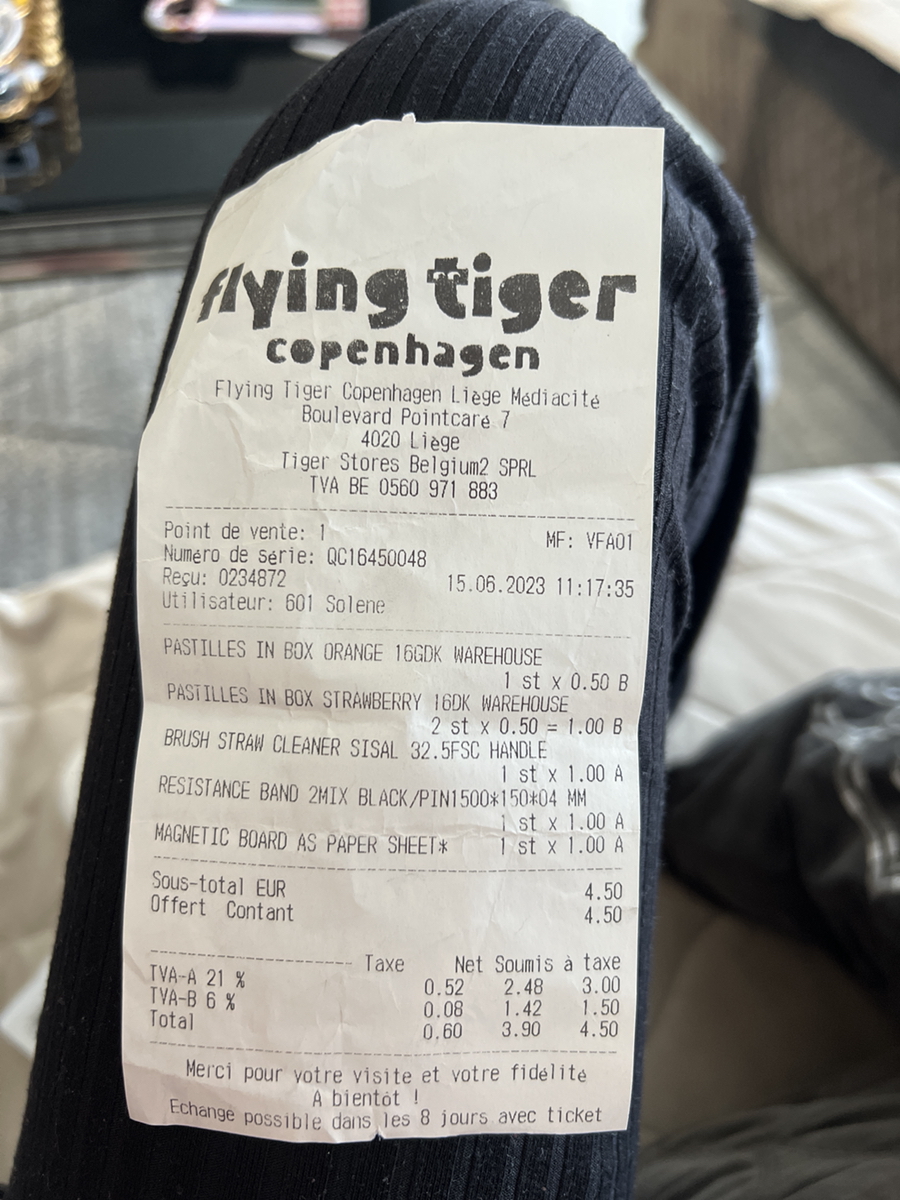 flying tiger
copenhagen
Flying Tiger Copenhagen Liège Médiacité
Boulevard Pointcaré 7
4020 Liège
Tiger Stores Belgium2 SPRL
TVA BE 0560 971 883
Point de vente: 1 MF: VFA01
Numéro de série: QC16450048
Reçu: 0234872 15.06.2023 11:17:35
Utilisateur: 601 Solene
PASTILLES IN BOX ORANGE 16GDK WAREHOUSE
1 st x 0.50 B
PASTILLES IN BOX STRAWBERRY 16DK WAREHOUSE
2 st x 0.50 = 1.00 B
BRUSH STRAW CLEANER SISAL 32.5FSC HANDLE
1 st x 1.00 A
RESISTANCE BAND 2MIX BLACK/PIN1500*150*04 MM
1 st x 1.00 A
MAGNETIC BOARD AS PAPER SHEET* 1 st x 1.00 A
Sous-total EUR 4.50
Offert Contant 4.50
Taxe Net Soumis à taxe
TVA-A 21 % 0.52 2.48 3.00
TVA-B 6 % 0.08 1.42 1.50
Total 0.60 3.90 4.50
Merci pour votre visite et votre fidélité
A bientôt !
Echange possible dans les 8 jours avec ticket